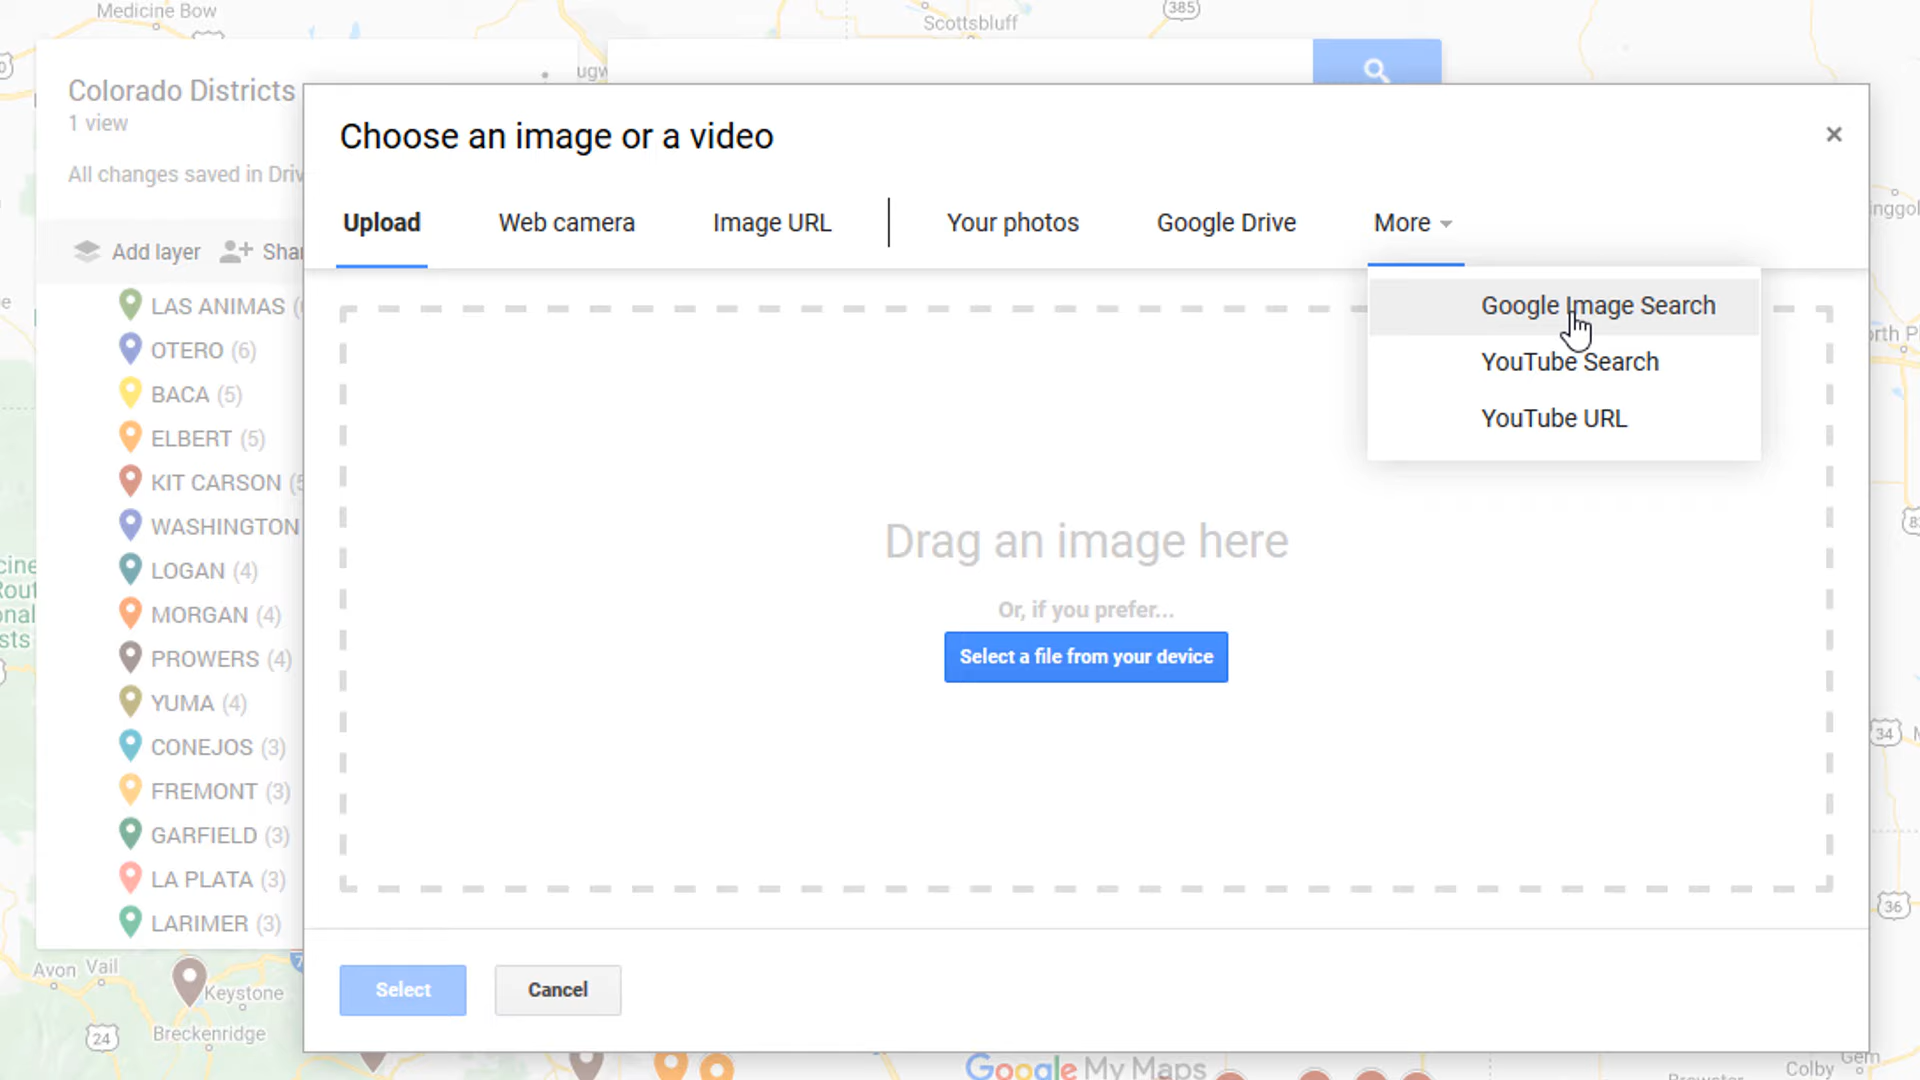 Medicine Bow
Scottsbluff
385
Colorado Districts
1 view
All changes saved in Driv
Add layer
Shar
Choose an image or a video
×
Upload
Web camera
Image URL
Your photos
Google Drive
More
Google Image Search
YouTube Search
YouTube URL
LAS ANIMAS
OTERO (6)
BACA (5)
ELBERT (5)
KIT CARSON (5
WASHINGTON
LOGAN (4)
MORGAN (4)
PROWERS (4)
YUMA (4)
CONEJOS (3)
FREMONT (3)
GARFIELD (3)
LA PLATA (3)
LARIMER (3)
Drag an image here
Or, if you prefer...
Select a file from your device
Select
Cancel
Avon
Vail
Keystone
24
Breckenridge
34
36
Google My Maps
Colby
Gem